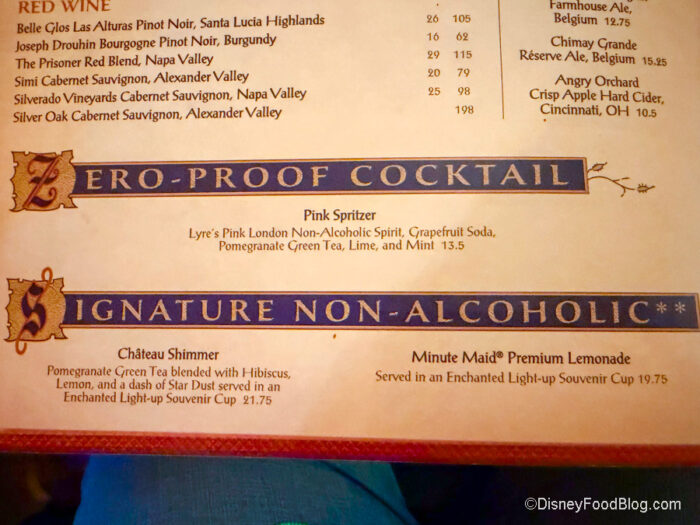 RED WINE
Belle Glos Las Alturas Pinot Noir, Santa Lucia Highlands 26 105
Joseph Drouhin Bourgogne Pinot Noir, Burgundy 16 62
The Prisoner Red Blend, Napa Valley 29 115
Simi Cabernet Sauvignon, Alexander Valley 20 79
Silverado Vineyards Cabernet Sauvignon, Napa Valley 25 98
Silver Oak Cabernet Sauvignon, Alexander Valley 198
Farmhouse Ale,
Belgium 12.75
Chimay Grande
Réserve Ale, Belgium 15.25
Angry Orchard
Crisp Apple Hard Cider,
Cincinnati, OH 10.5
ZERO-PROOF COCKTAIL
Pink Spritzer
Lyre's Pink London Non-Alcoholic Spirit, Grapefruit Soda,
Pomegranate Green Tea, Lime, and Mint 13.5
SIGNATURE NON-ALCOHOLIC**
Château Shimmer
Pomegranate Green Tea blended with Hibiscus,
Lemon, and a dash of Star Dust served in an
Enchanted Light-up Souvenir Cup 21.75
Minute Maid® Premium Lemonade
Served in an Enchanted Light-up Souvenir Cup 19.75
©DisneyFoodBlog.com